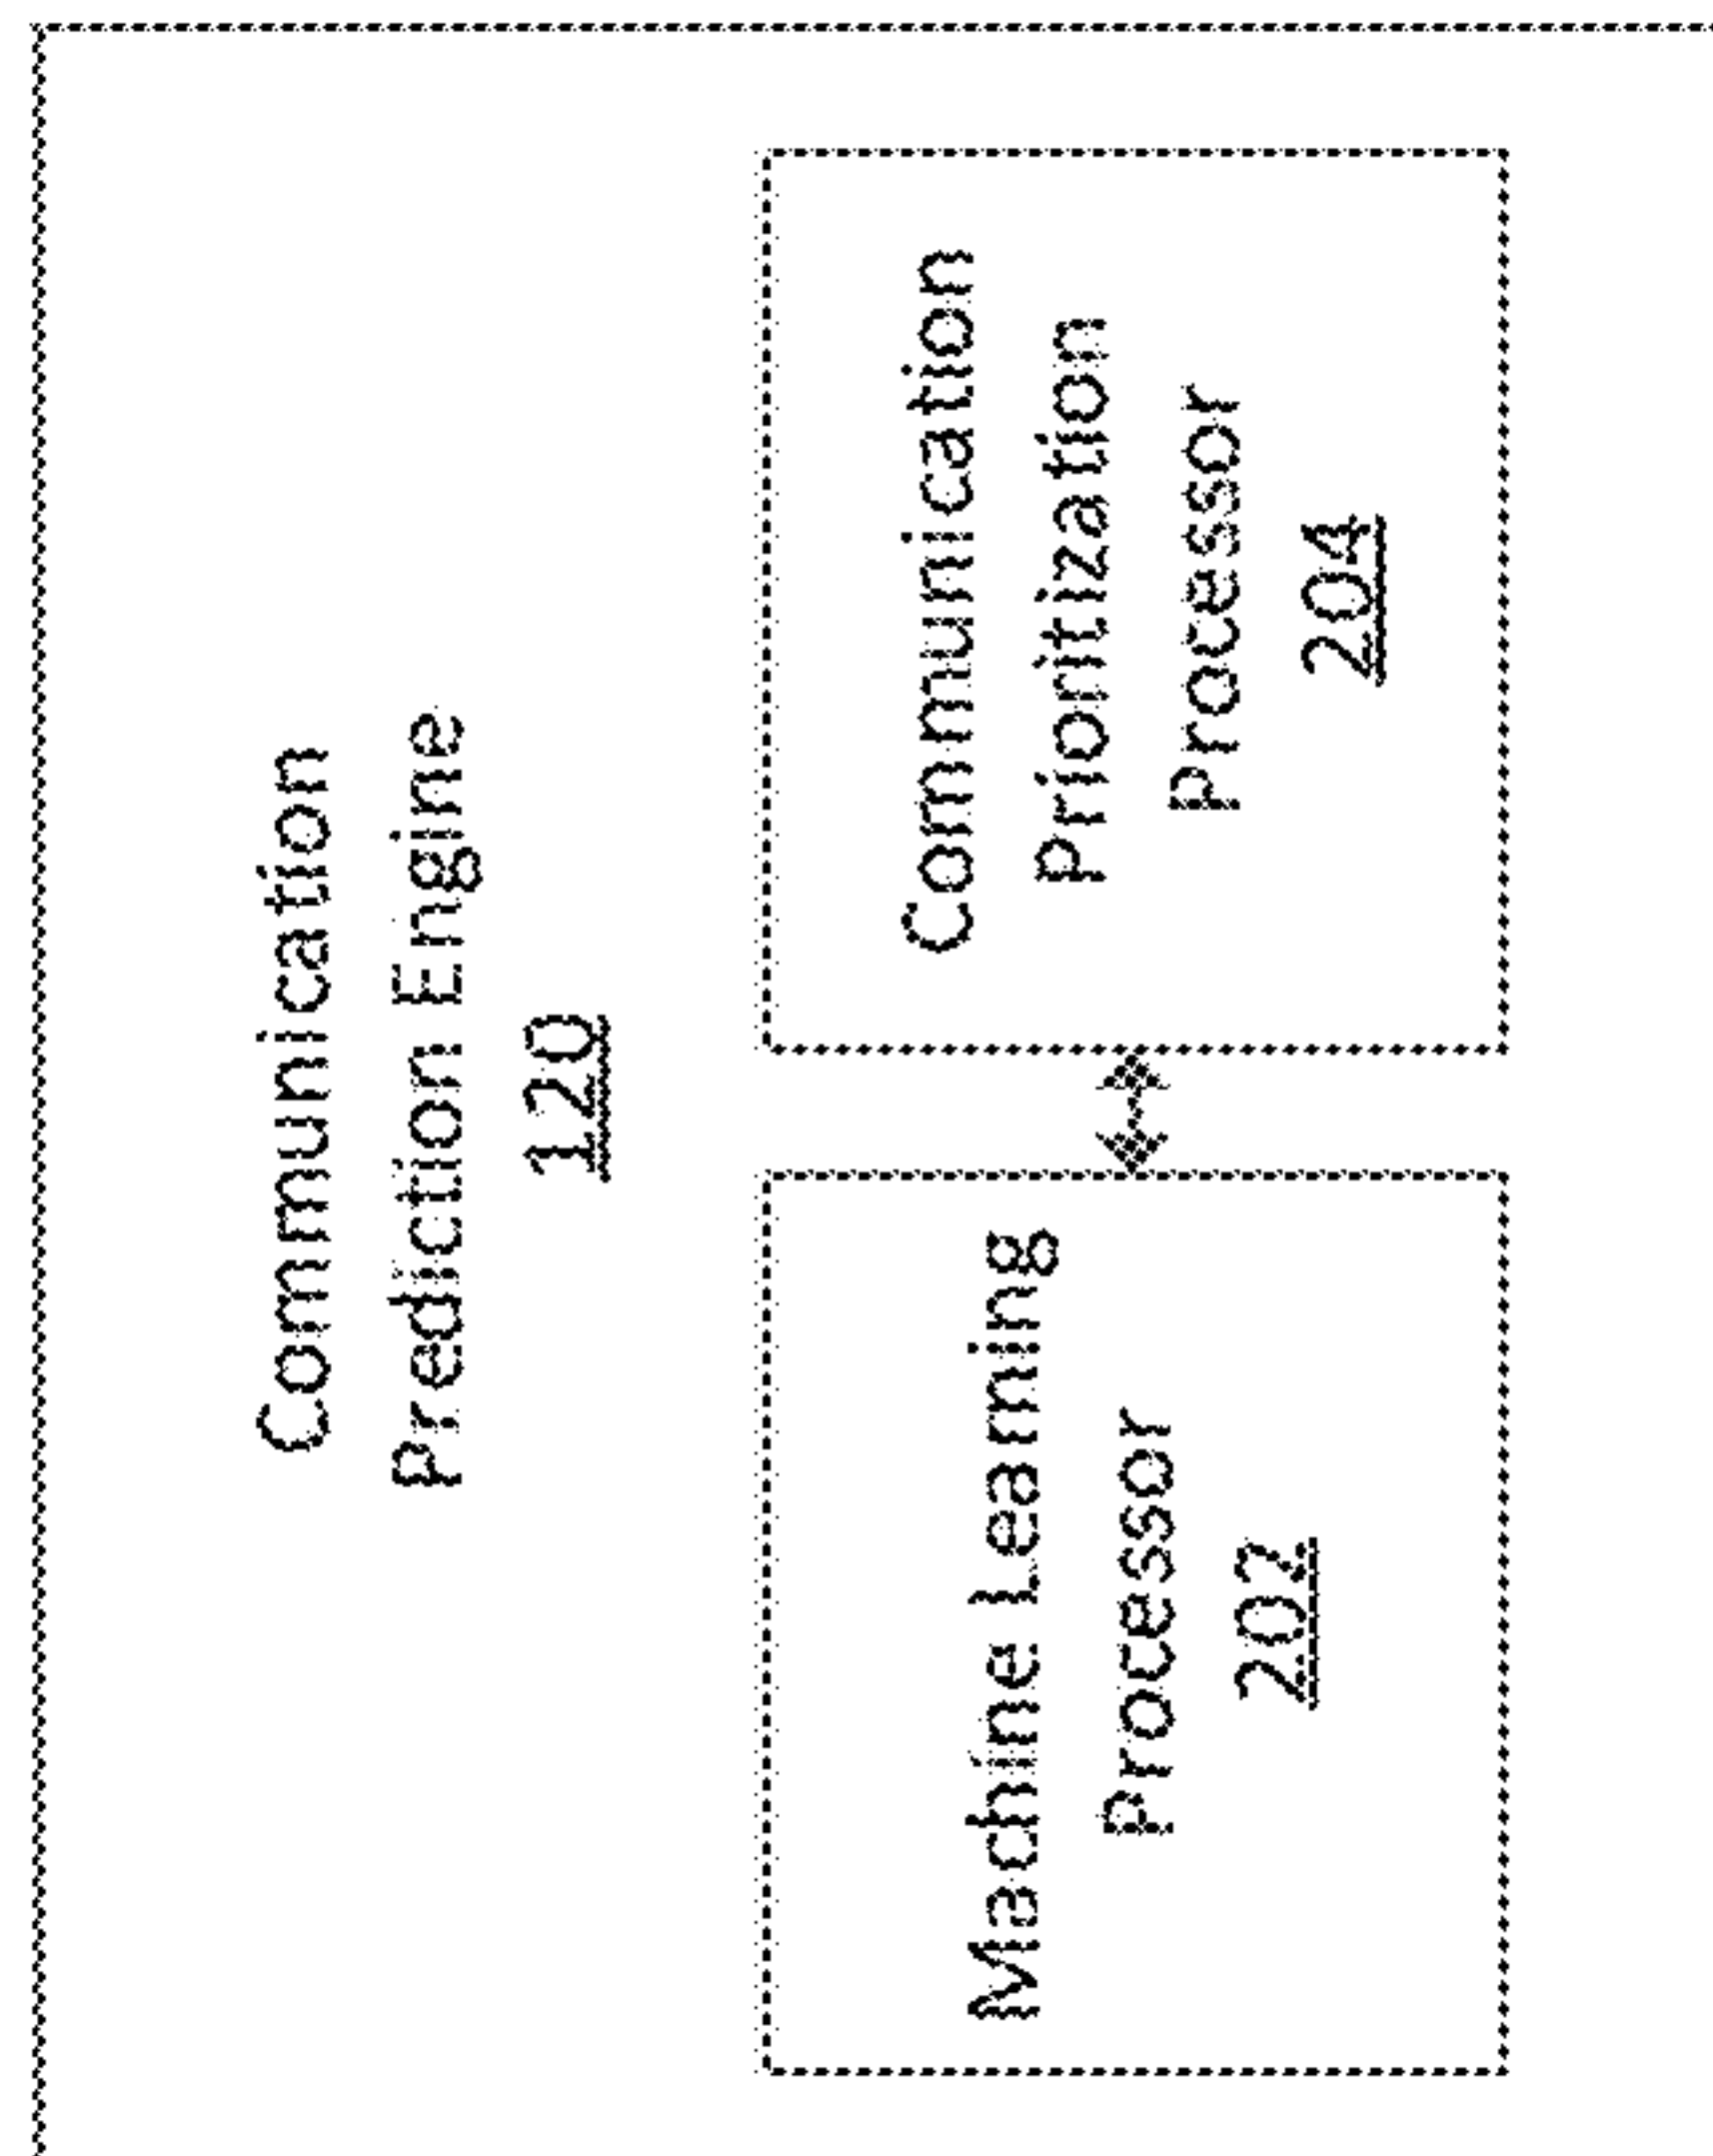 Communication
Prediction Engine
120
Machine Learning
Processor
202
Communication
Prioritization
Processor
204